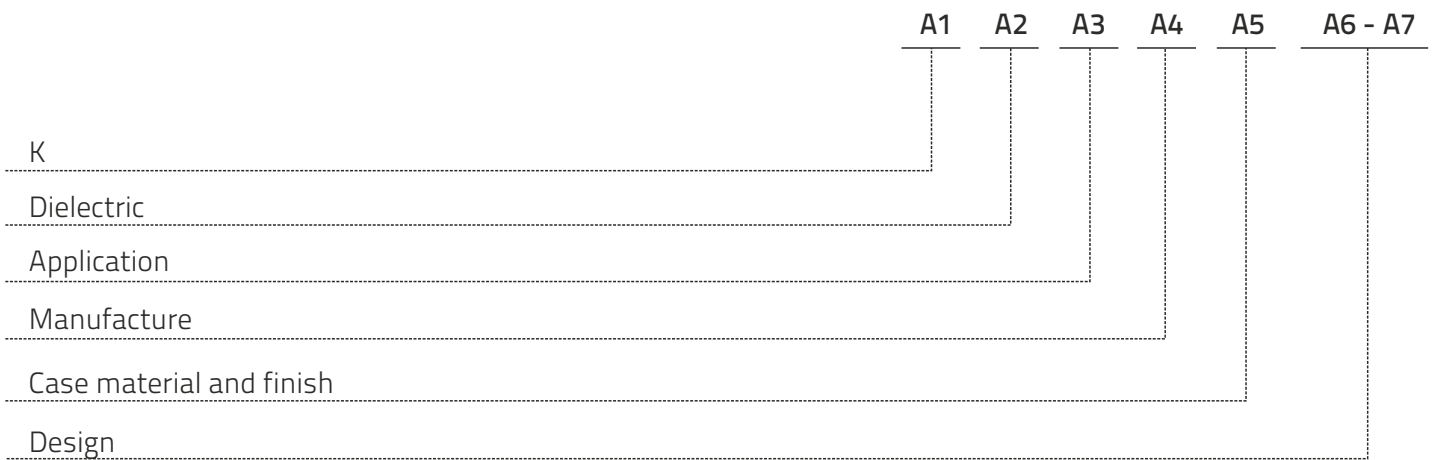 A1 A2 A3 A4 A5 A6 - A7
K
Dielectric
Application
Manufacture
Case material and finish
Design